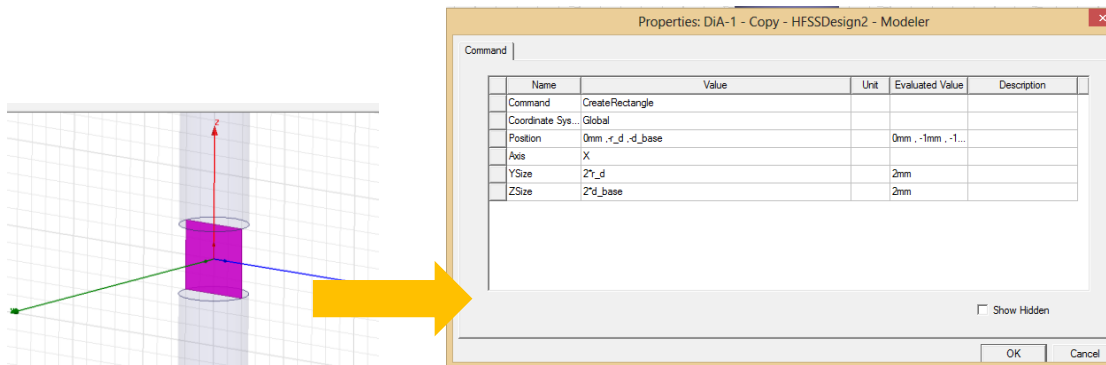 Properties: DiA-1 - Copy - HFSSDesign2 - Modeler
Command
Name Value Unit Evaluated Value Description
Command CreateRectangle
Coordinate Sys... Global
Position 0mm ,-r_d ,-d_base 0mm , -1mm , -1...
Axis X
YSize 2*r_d 2mm
ZSize 2*d_base 2mm
Show Hidden
OK Cancel
z